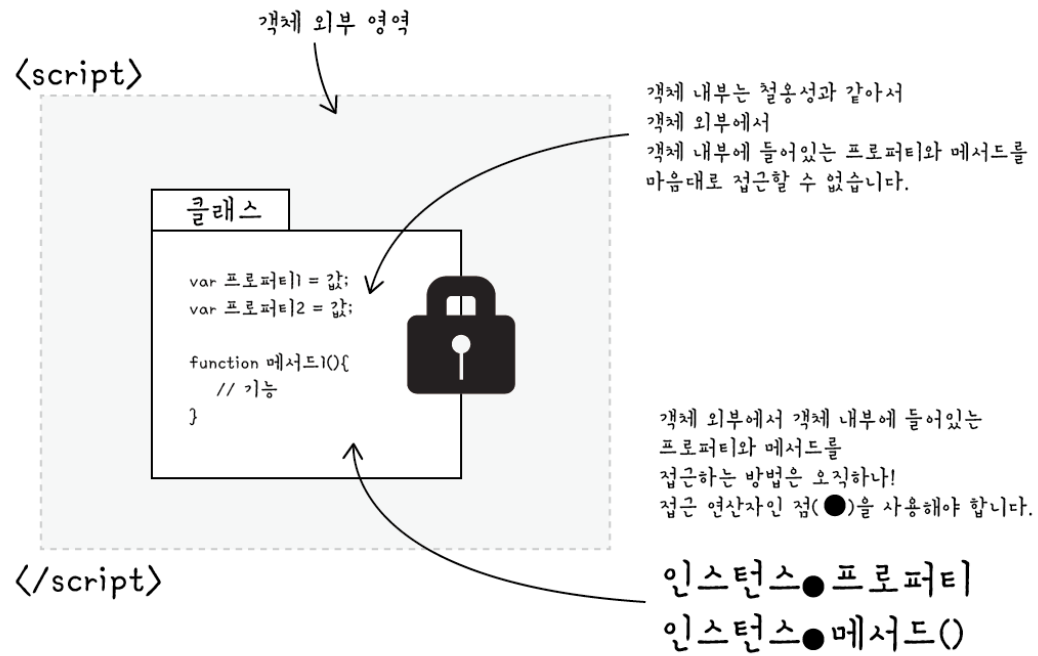 객체 외부 영역
<script>
객체 내부는 철옹성과 같아서
객체 외부에서
객체 내부에 들어있는 프로퍼티와 메서드를
마음대로 접근할 수 없습니다.
클래스
var 프로퍼티1 = 값;
var 프로퍼티2 = 값;
function 메서드1(){
// 기능
}
객체 외부에서 객체 내부에 들어있는
프로퍼티와 메서드를
접근하는 방법은 오직하나!
접근 연산자인 점(●)을 사용해야 합니다.
</script>
인스턴스●프로퍼티
인스턴스●메서드()